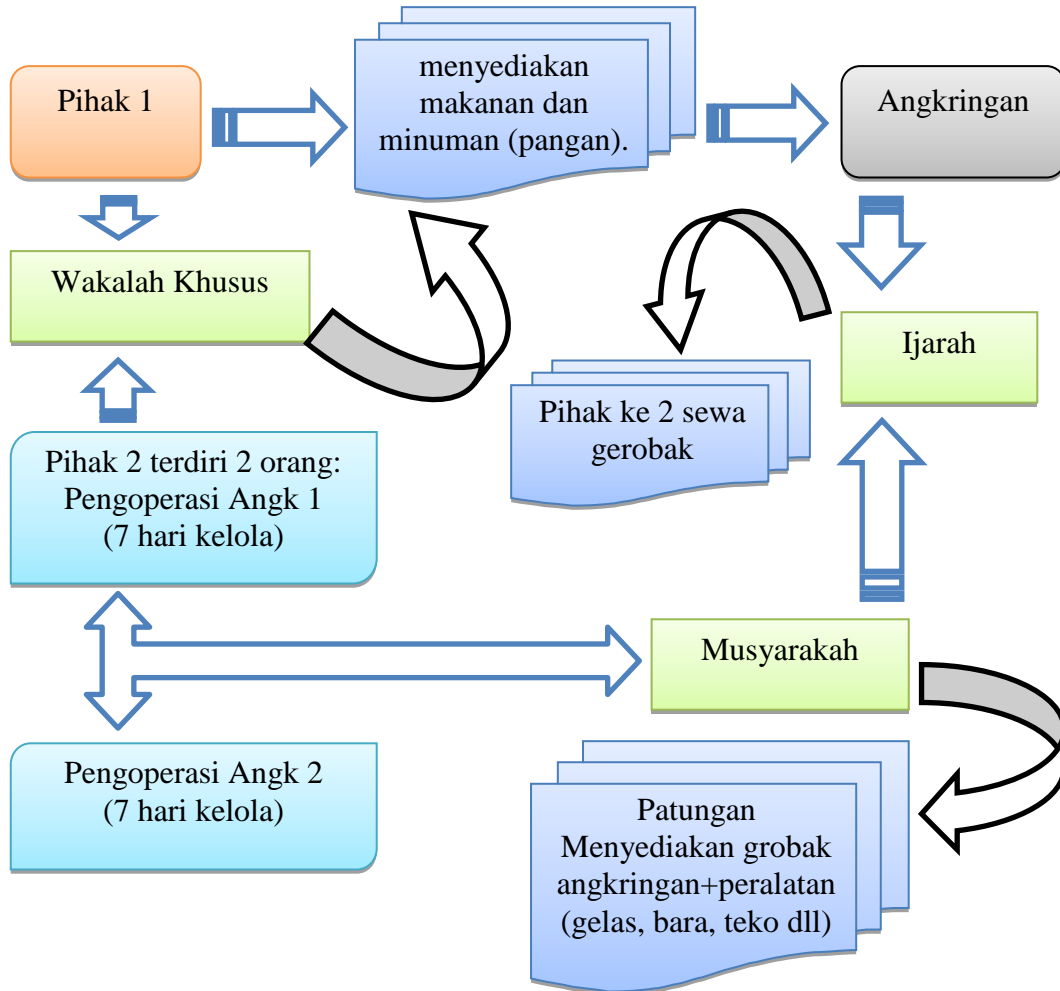 Pihak 1
menyediakan
makanan dan
minuman (pangan).
Angkringan
Wakalah Khusus
Ijarah
Pihak ke 2 sewa
gerobak
Pihak 2 terdiri 2 orang:
Pengoperasi Angk 1
(7 hari kelola)
Musyarakah
Pengoperasi Angk 2
(7 hari kelola)
Patungan
Menyediakan grobak
angkringan+peralatan
(gelas, bara, teko dll)